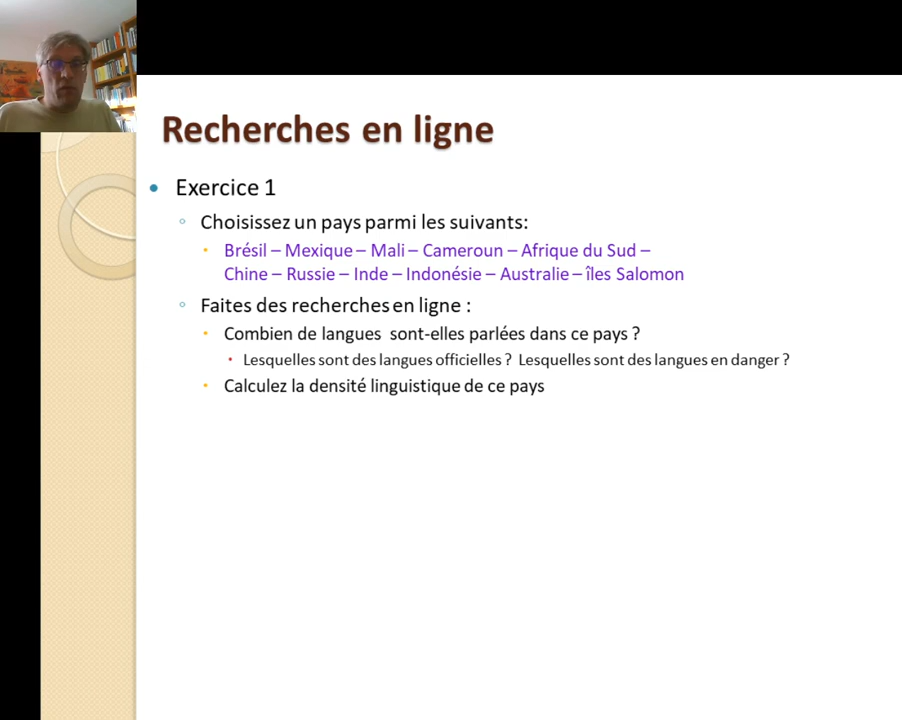 Recherches en ligne
Exercice 1
Choisissez un pays parmi les suivants:
Brésil – Mexique – Mali – Cameroun – Afrique du Sud –
Chine – Russie – Inde – Indonésie – Australie – îles Salomon
Faites des recherches en ligne :
Combien de langues sont-elles parlées dans ce pays ?
Lesquelles sont des langues officielles ? Lesquelles sont des langues en danger ?
Calculez la densité linguistique de ce pays